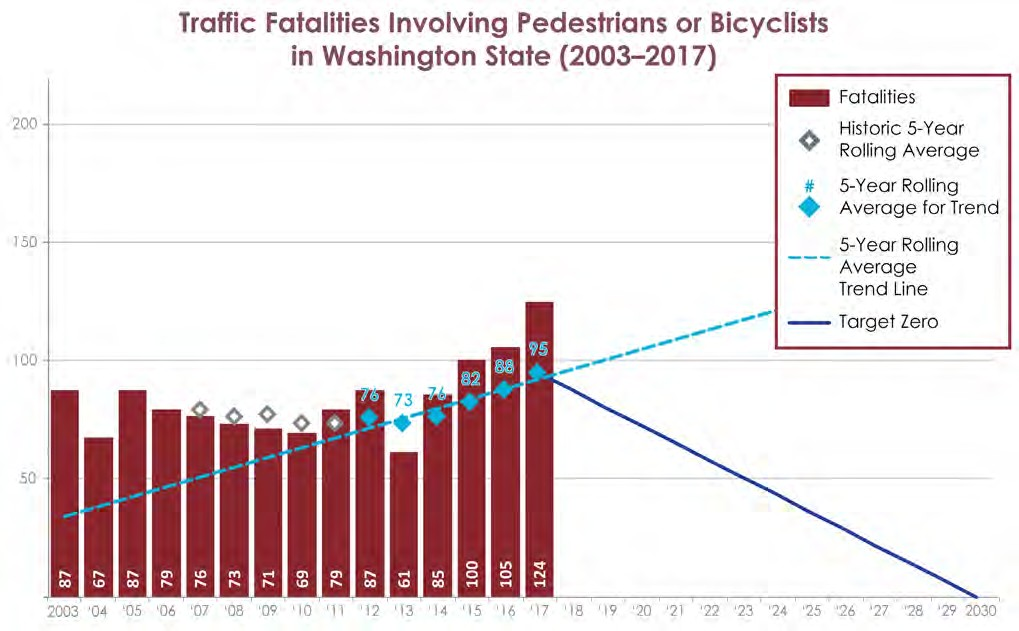 Traffic Fatalities Involving Pedestrians or Bicyclists
in Washington State (2003–2017)
Fatalities
Historic 5-Year
Rolling Average
# 5-Year Rolling
Average for Trend
5-Year Rolling
Average
Trend Line
Target Zero
200
150
100
50
76 73 76 82 88 95
87 67 87 79 76 73 71 69 79 87 61 85 100 105 124
2003 '04 '05 '06 '07 '08 '09 '10 '11 '12 '13 '14 '15 '16 '17 '18 '19 '20 '21 '22 '23 '24 '25 '26 '27 '28 '29 2030